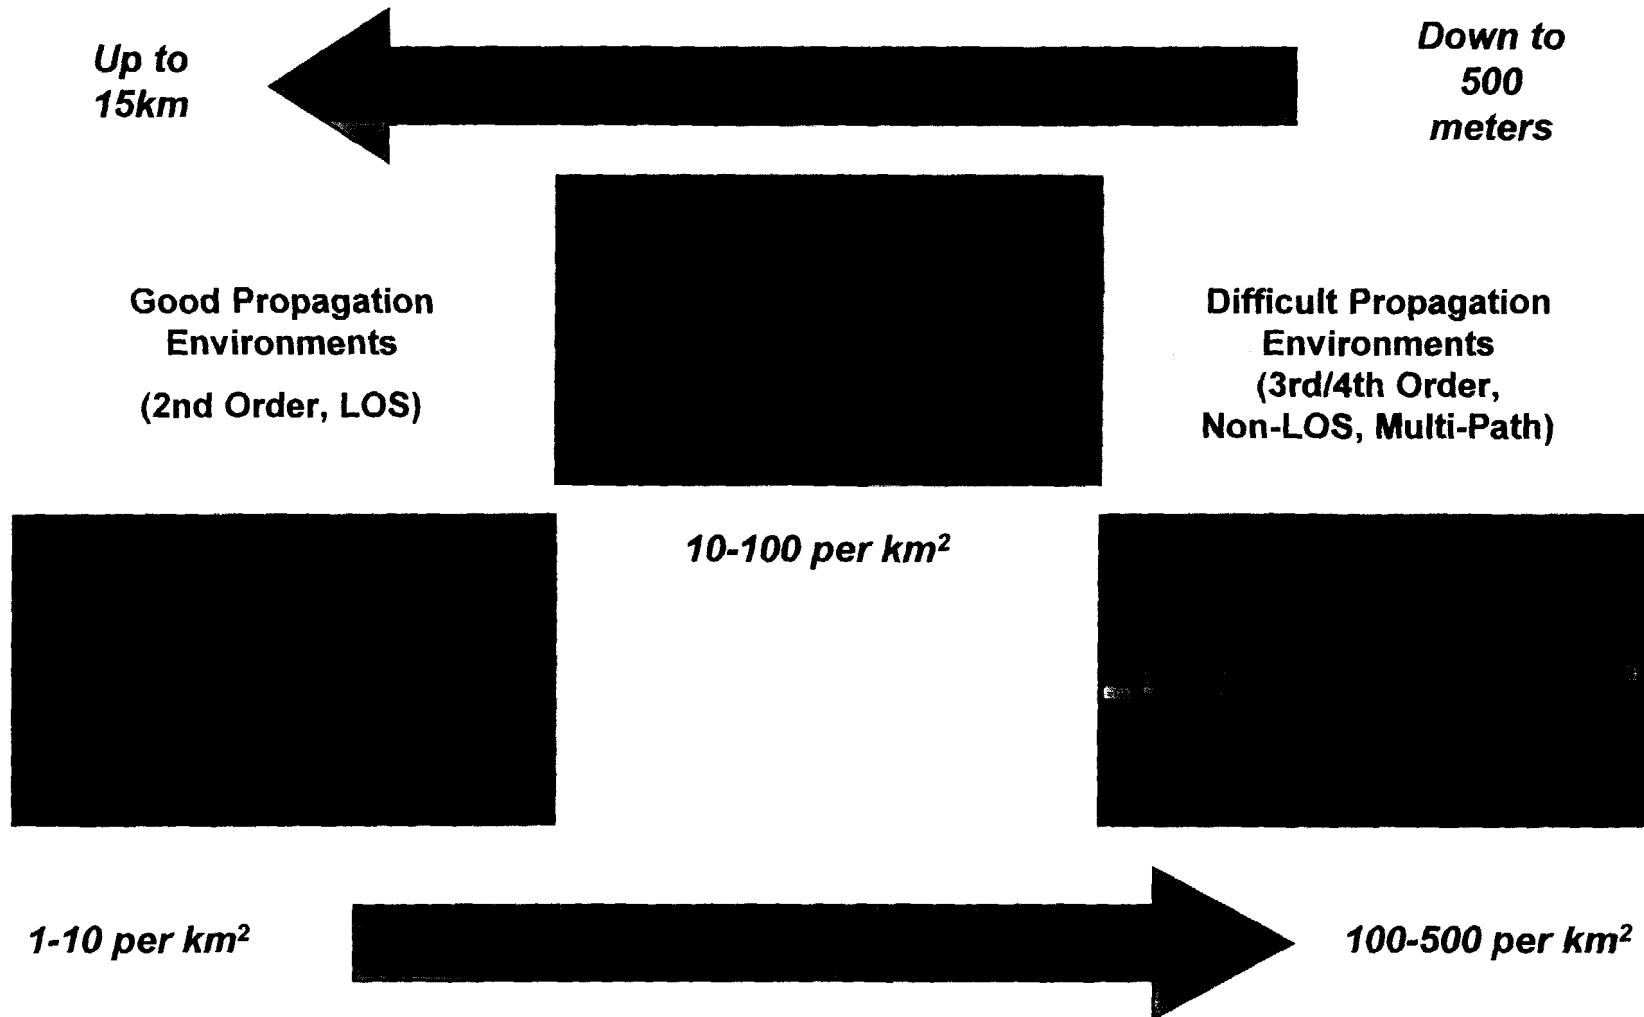 Up to
15km
Down to
500
meters
Good Propagation
Environments
(2nd Order, LOS)
Difficult Propagation
Environments
(3rd/4th Order,
Non-LOS, Multi-Path)
10-100 per km²
1-10 per km²
100-500 per km²